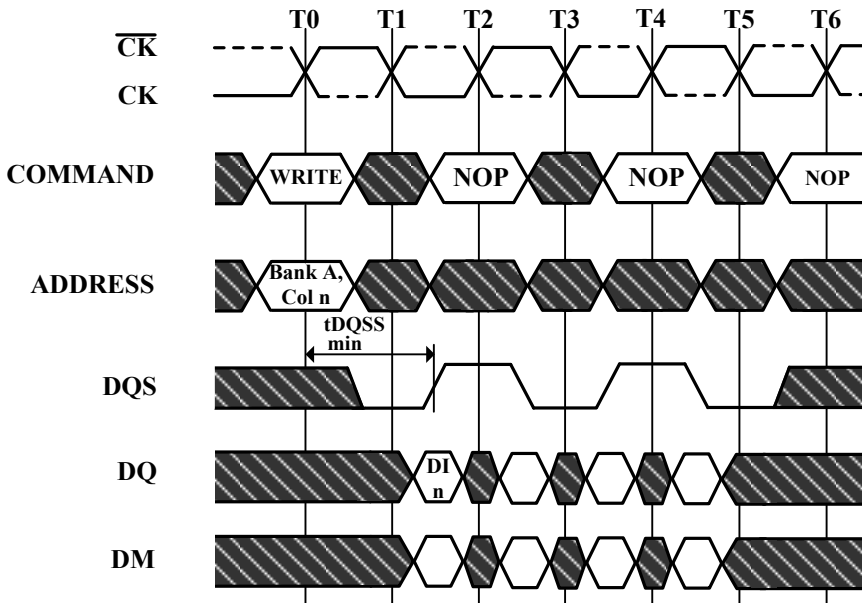 T0 T1 T2 T3 T4 T5 T6
CK
CK
COMMAND WRITE NOP NOP NOP
ADDRESS Bank A,
Col n
tDQSS
min
DQS
DQ DI
n
DM